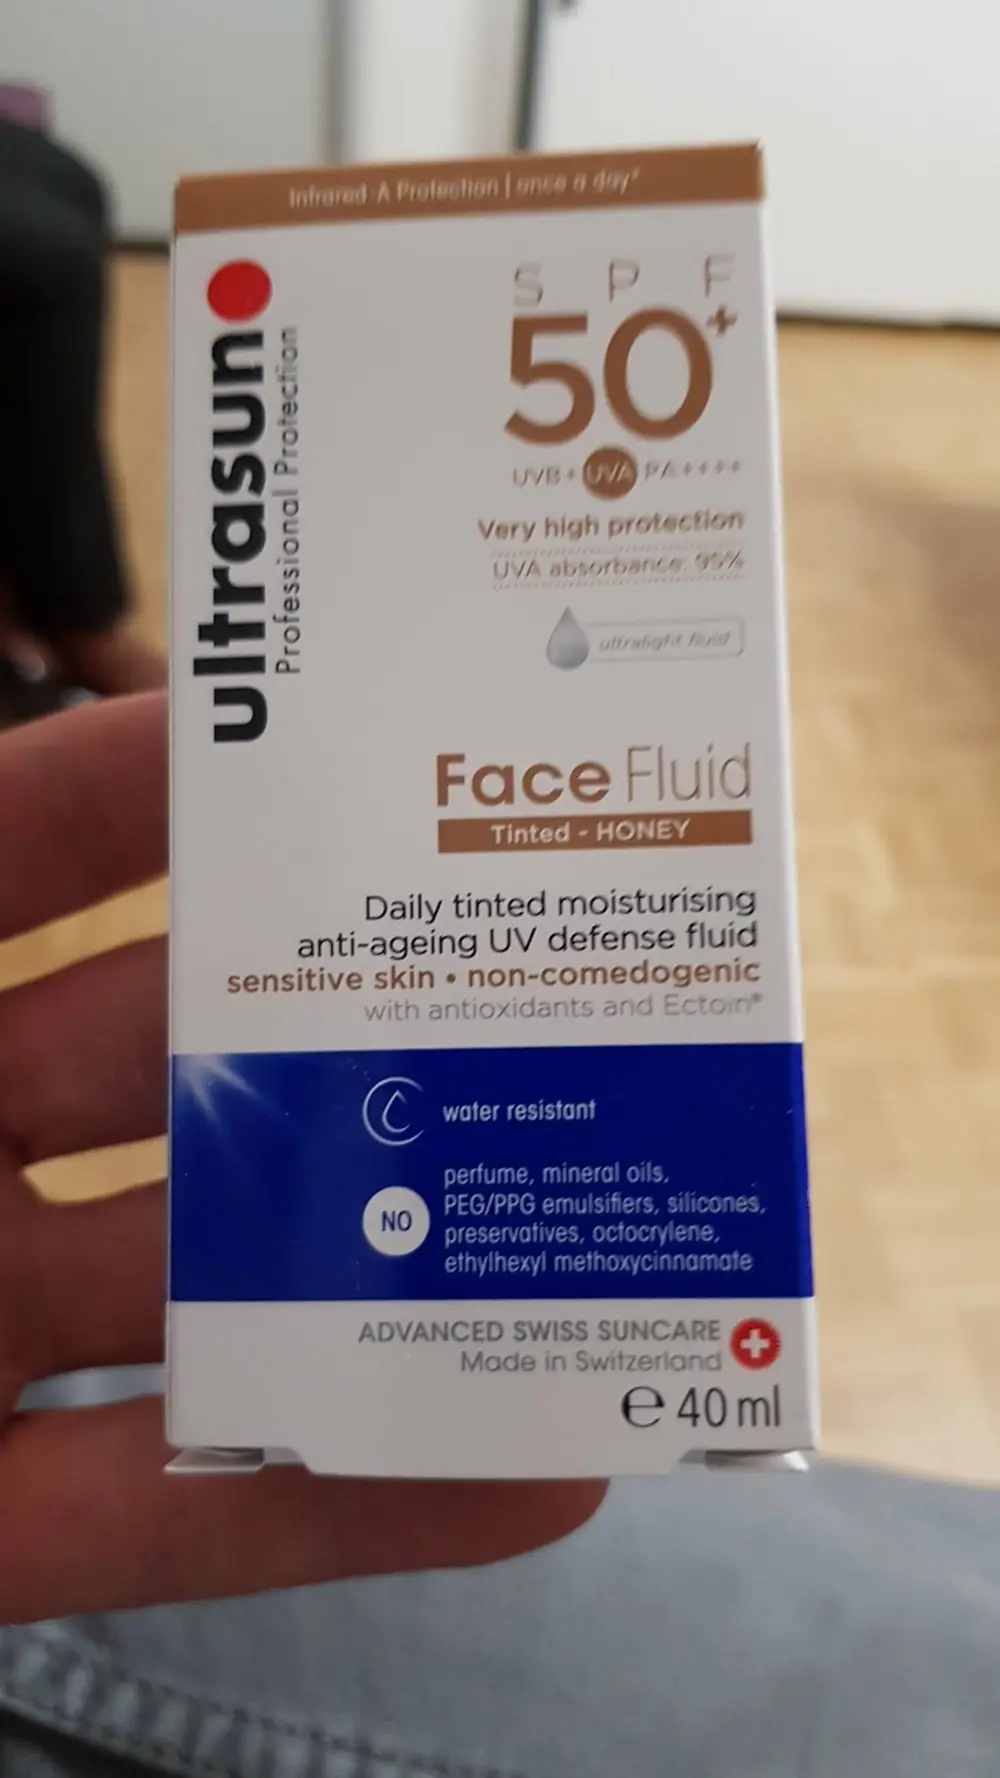 Infrared-A Protection | once a day*
ultrasun
Professional Protection
SPF
50+
UVB + UVA PA++++
Very high protection
UVA absorbance: 95%
ultralight fluid
Face Fluid
Tinted - HONEY
Daily tinted moisturising
anti-ageing UV defense fluid
sensitive skin • non-comedogenic
with antioxidants and Ectoin®
water resistant
NO
perfume, mineral oils,
PEG/PPG emulsifiers, silicones,
preservatives, octocrylene,
ethylhexyl methoxycinnamate
ADVANCED SWISS SUNCARE
Made in Switzerland
℮ 40 ml